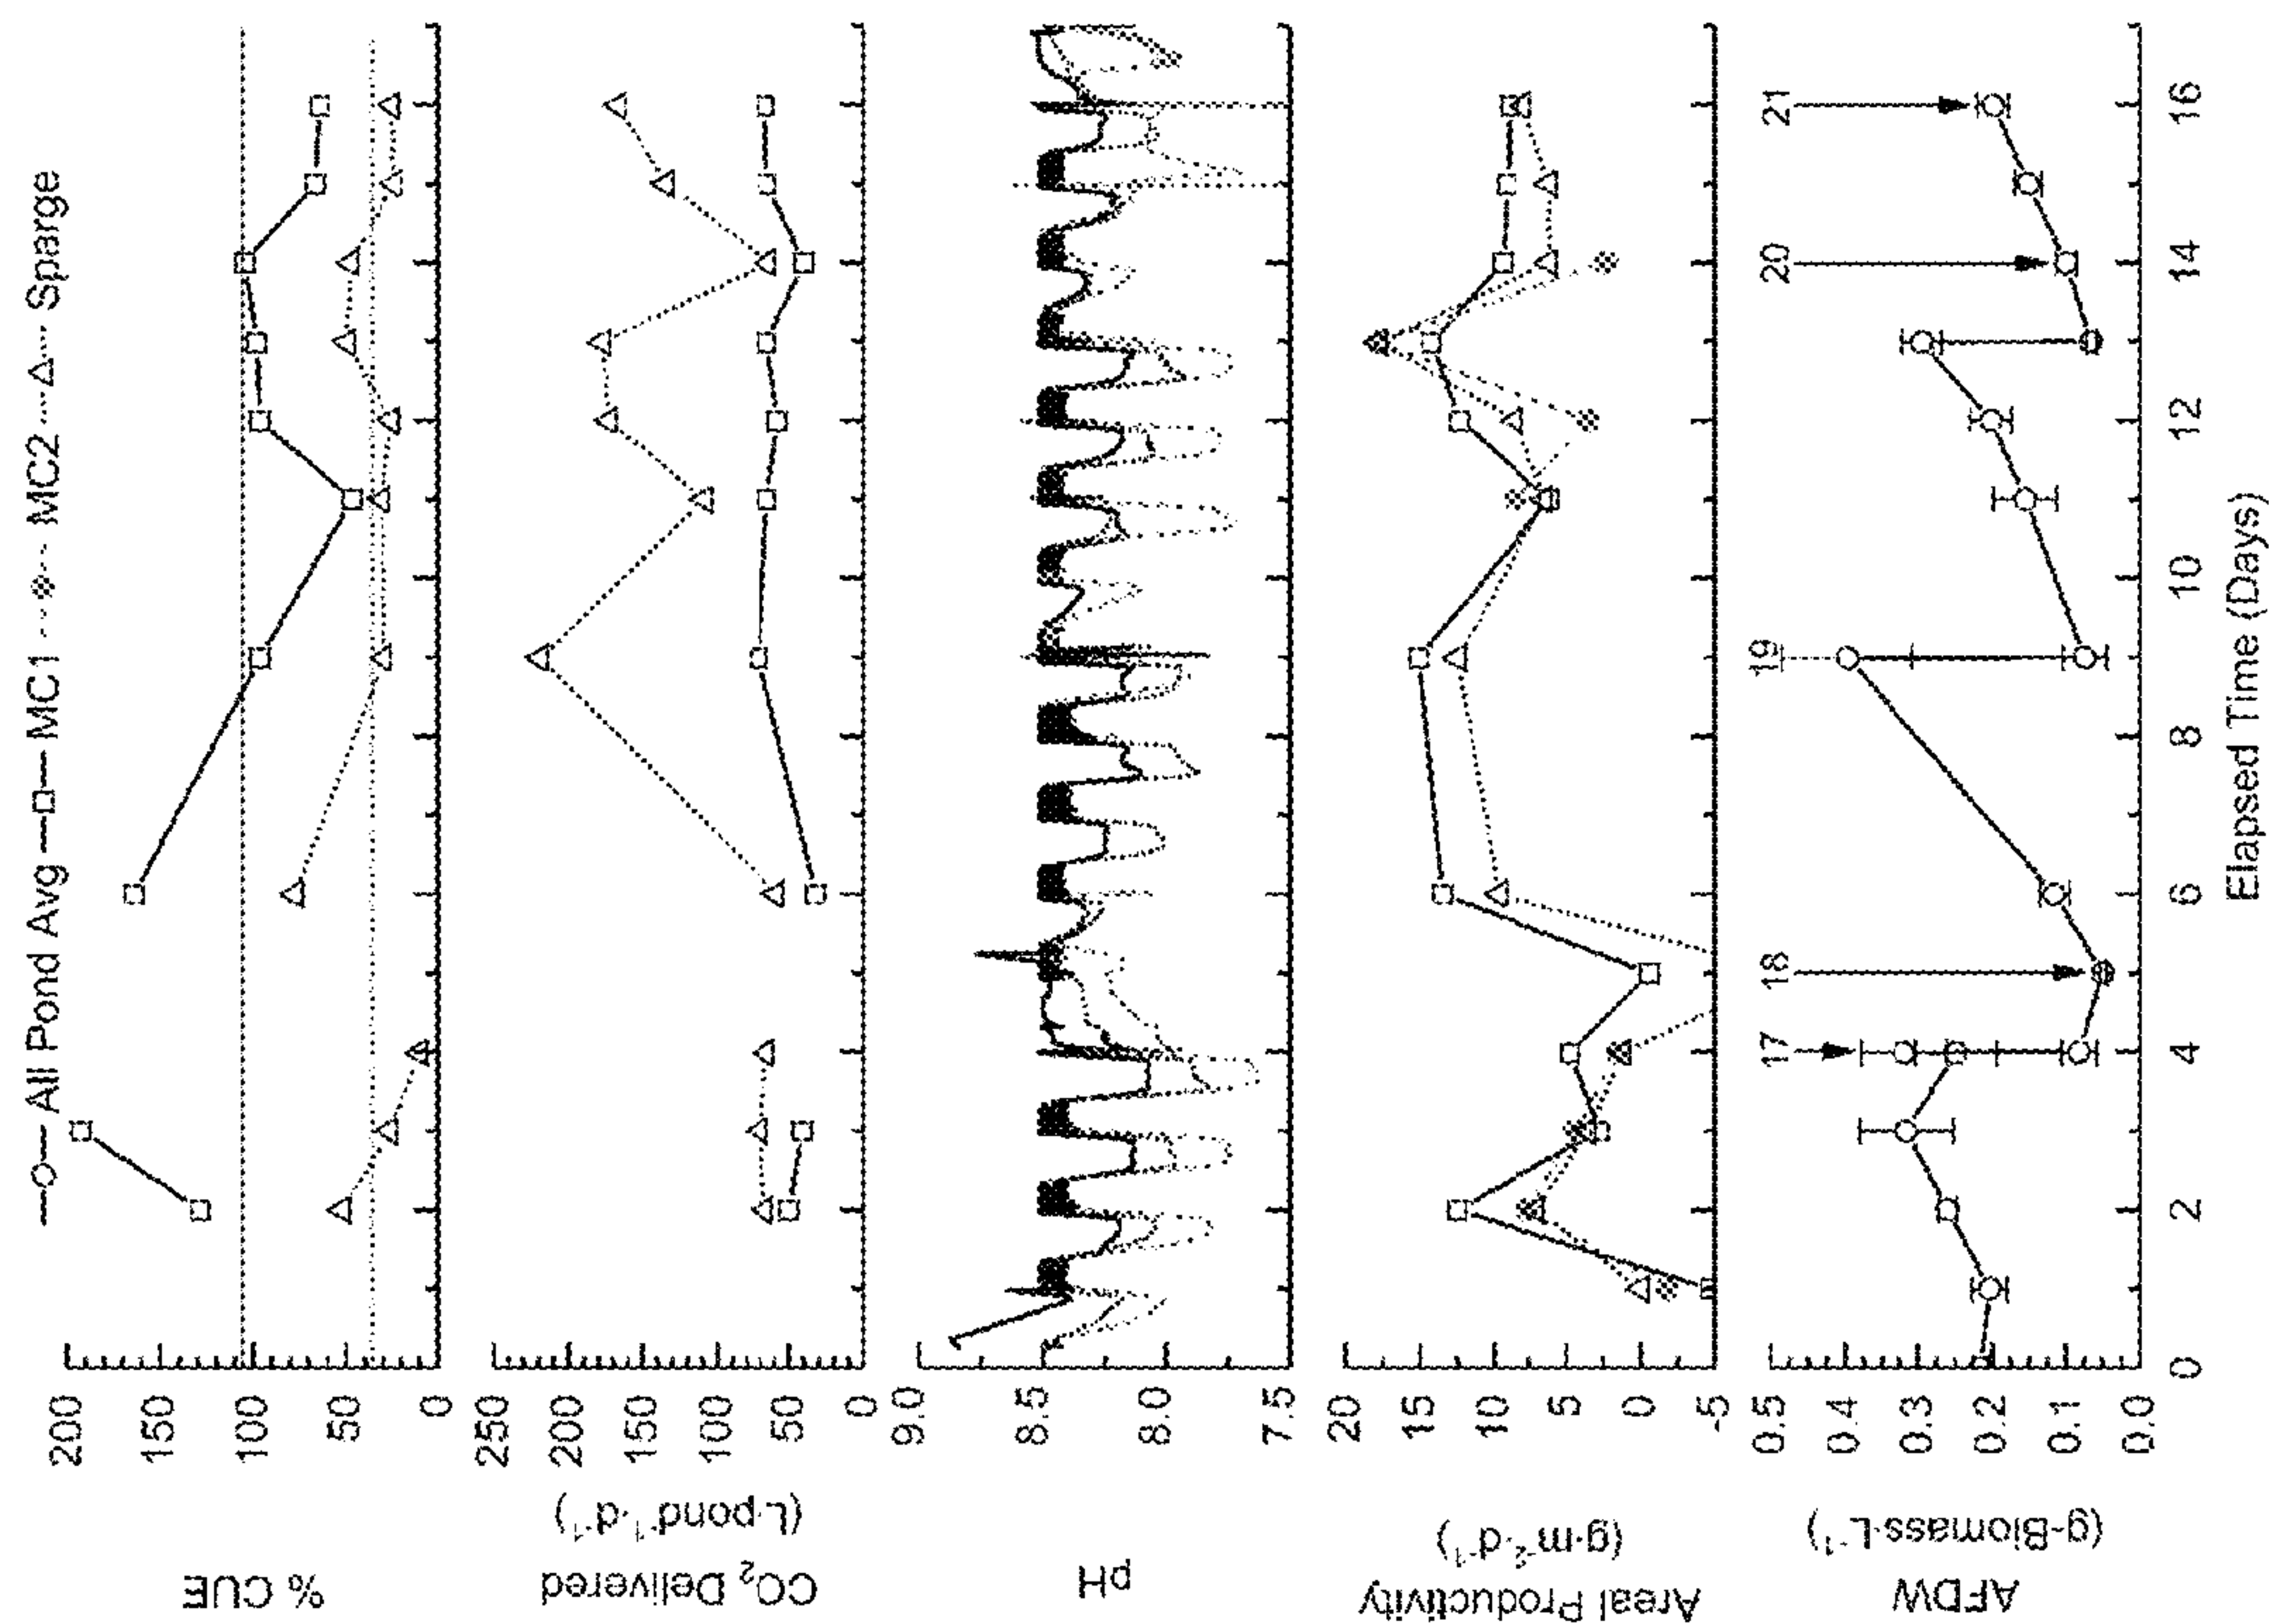 —○— All Pond Avg —□— MC1 ··◆·· MC2 ···△··· Sparge
% CUE
200
150
100
50
0
CO₂ Delivered
(L·pond⁻¹·d⁻¹)
250
200
150
100
50
0
pH
9.0
8.5
8.0
7.5
Areal Productivity
(g·m⁻²·d⁻¹)
20
15
10
5
0
-5
AFDW
(g-Biomass·L⁻¹)
0.5
0.4
0.3
0.2
0.1
0.0
17
18
19
20
21
0 2 4 6 8 10 12 14 16
Elapsed Time (Days)